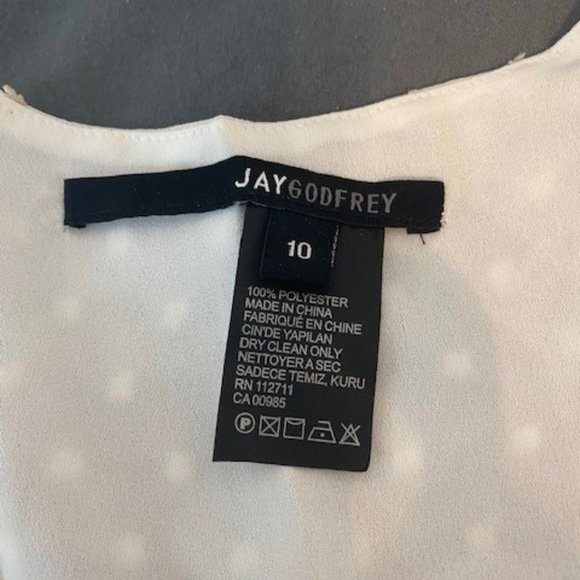 JAYGODFREY
10
100% POLYESTER
MADE IN CHINA
FABRIQUÉ EN CHINE
CIN'DE YAPILAN
DRY CLEAN ONLY
NETTOYER A SEC
SADECE TEMIZ, KURU
RN 112711
CA 00985
P